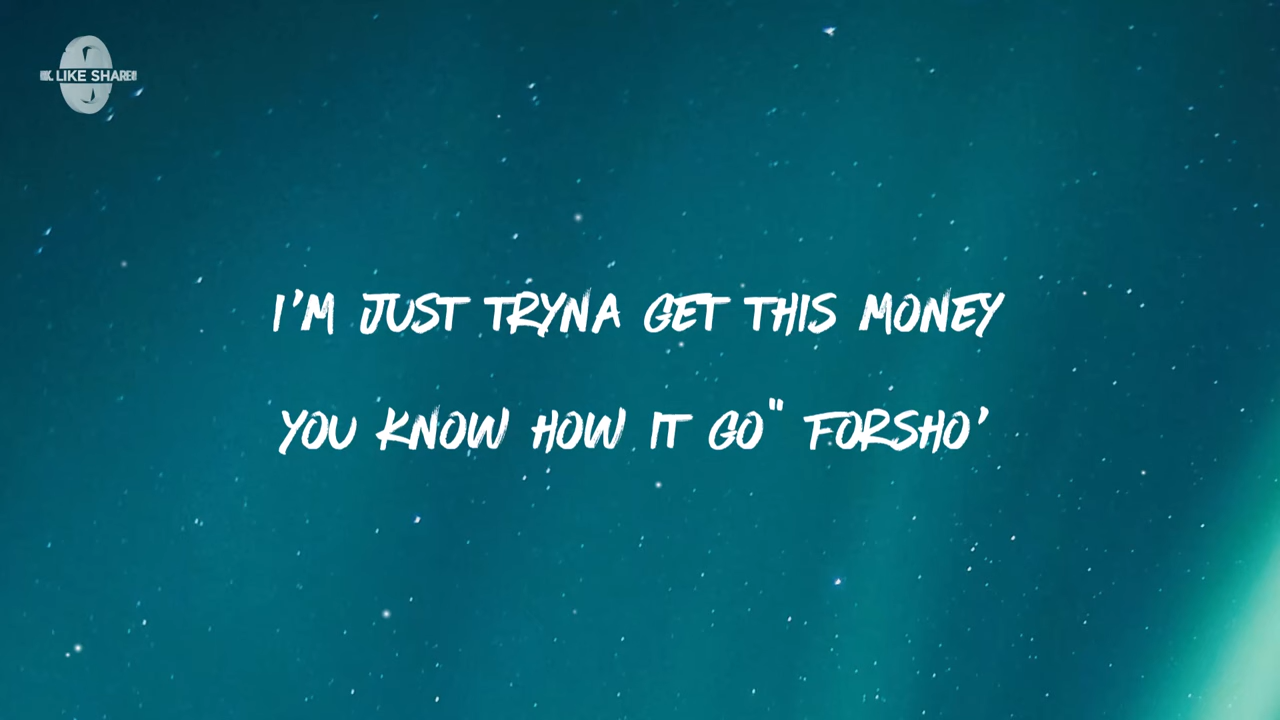 LIKE SHARE
I'M JUST TRYNA GET THIS MONEY
YOU KNOW HOW IT GO" FORSHO'